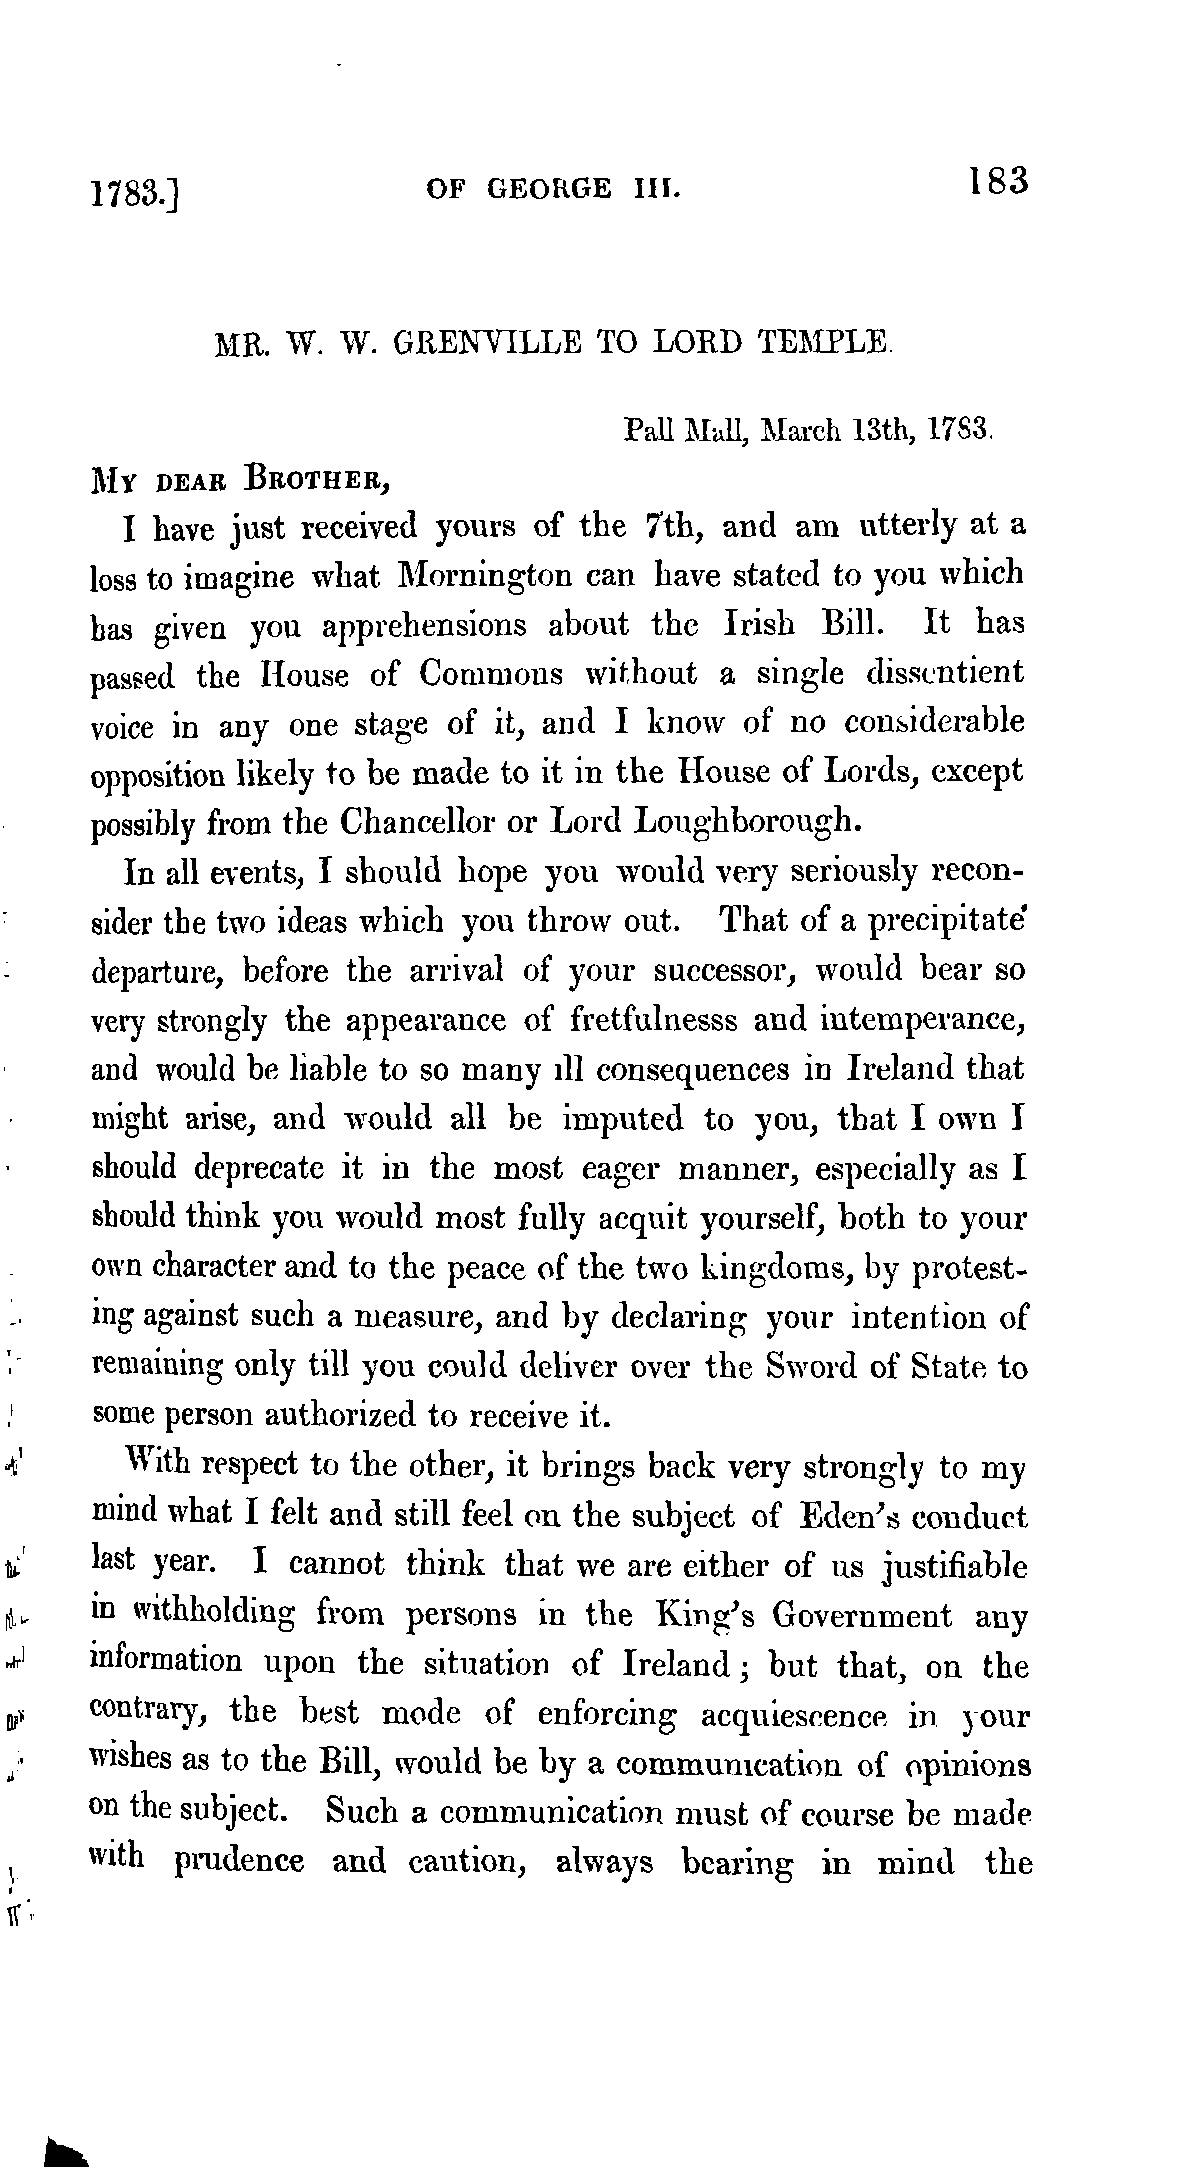 1783.] OF GEORGE III. 183
MR. W. W. GRENVILLE TO LORD TEMPLE.
Pall Mall, March 13th, 1783.
MY DEAR BROTHER,
I have just received yours of the 7th, and am utterly at a
loss to imagine what Mornington can have stated to you which
has given you apprehensions about the Irish Bill. It has
passed the House of Commons without a single dissentient
voice in any one stage of it, and I know of no considerable
opposition likely to be made to it in the House of Lords, except
possibly from the Chancellor or Lord Loughborough.
In all events, I should hope you would very seriously recon-
sider the two ideas which you throw out. That of a precipitate
departure, before the arrival of your successor, would bear so
very strongly the appearance of fretfulnesss and intemperance,
and would be liable to so many ill consequences in Ireland that
might arise, and would all be imputed to you, that I own I
should deprecate it in the most eager manner, especially as I
should think you would most fully acquit yourself, both to your
own character and to the peace of the two kingdoms, by protest-
ing against such a measure, and by declaring your intention of
remaining only till you could deliver over the Sword of State to
some person authorized to receive it.
With respect to the other, it brings back very strongly to my
mind what I felt and still feel on the subject of Eden's conduct
last year. I cannot think that we are either of us justifiable
in withholding from persons in the King's Government any
information upon the situation of Ireland; but that, on the
contrary, the best mode of enforcing acquiescence in your
wishes as to the Bill, would be by a communication of opinions
on the subject. Such a communication must of course be made
with prudence and caution, always bearing in mind the